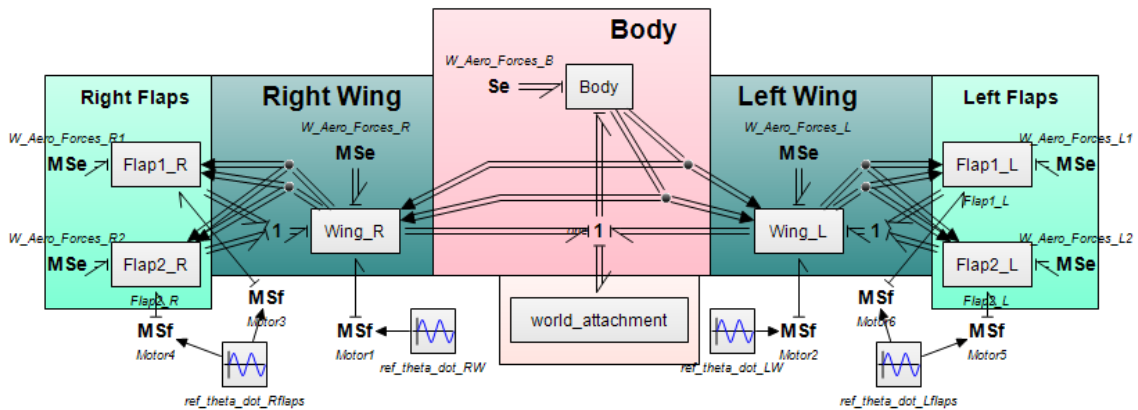 Body
W_Aero_Forces_B
Se
Body
Right Flaps
Right Wing
Left Wing
Left Flaps
W_Aero_Forces_R1
W_Aero_Forces_R
W_Aero_Forces_L
W_Aero_Forces_L1
MSe
Flap1_R
MSe
MSe
Flap1_L
MSe
Flap1_L
W_Aero_Forces_R2
1
Wing_R
1
Wing_L
1
W_Aero_Forces_L2
MSe
Flap2_R
Flap2_L
MSe
Flap2_R
MSf
Motor3
MSf
Motor6
MSf
Motor4
MSf
Motor1
world_attachment
MSf
Motor2
MSf
Motor5
ref_theta_dot_RW
ref_theta_dot_LW
ref_theta_dot_Rflaps
ref_theta_dot_Lflaps